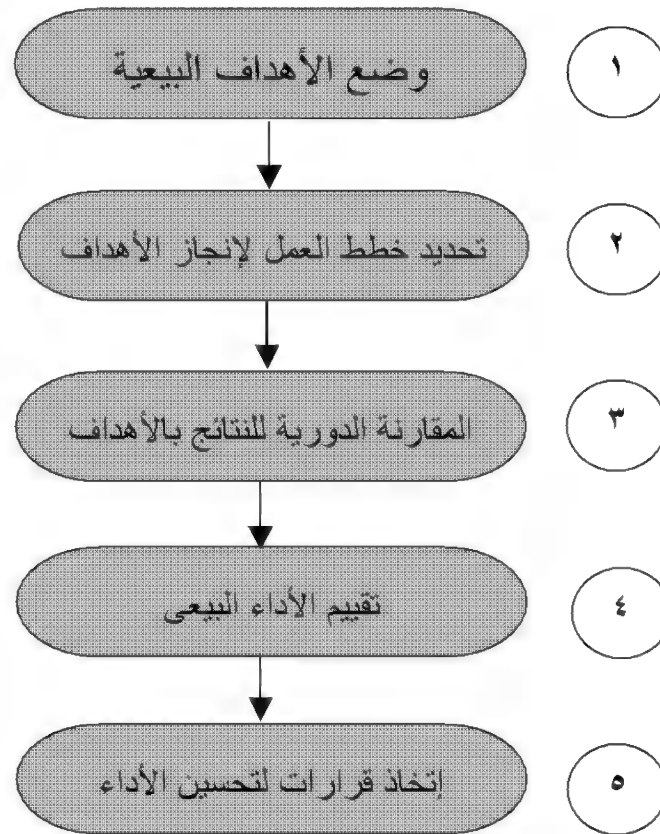 وضع الأهداف البيعية
١
تحديد خطط العمل لإنجاز الأهداف
٢
المقارنة الدورية للنتائج بالأهداف
٣
تقييم الأداء البيعى
٤
إتخاذ قرارات لتحسين الأداء
٥